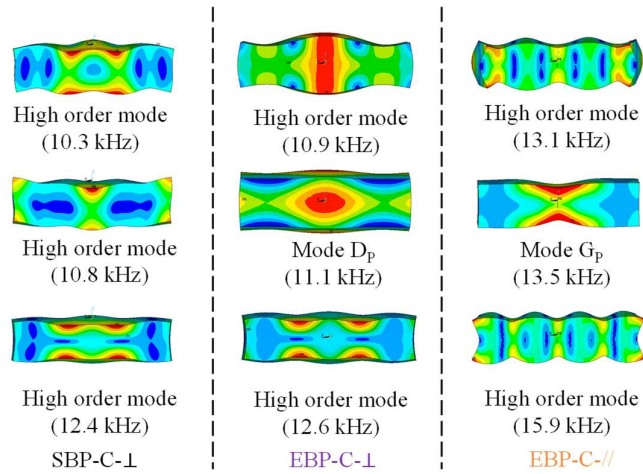 High order mode
(10.3 kHz)
High order mode
(10.9 kHz)
High order mode
(13.1 kHz)
High order mode
(10.8 kHz)
Mode D_P
(11.1 kHz)
Mode G_P
(13.5 kHz)
High order mode
(12.4 kHz)
High order mode
(12.6 kHz)
High order mode
(15.9 kHz)
SBP-C-⊥
EBP-C-⊥
EBP-C-//